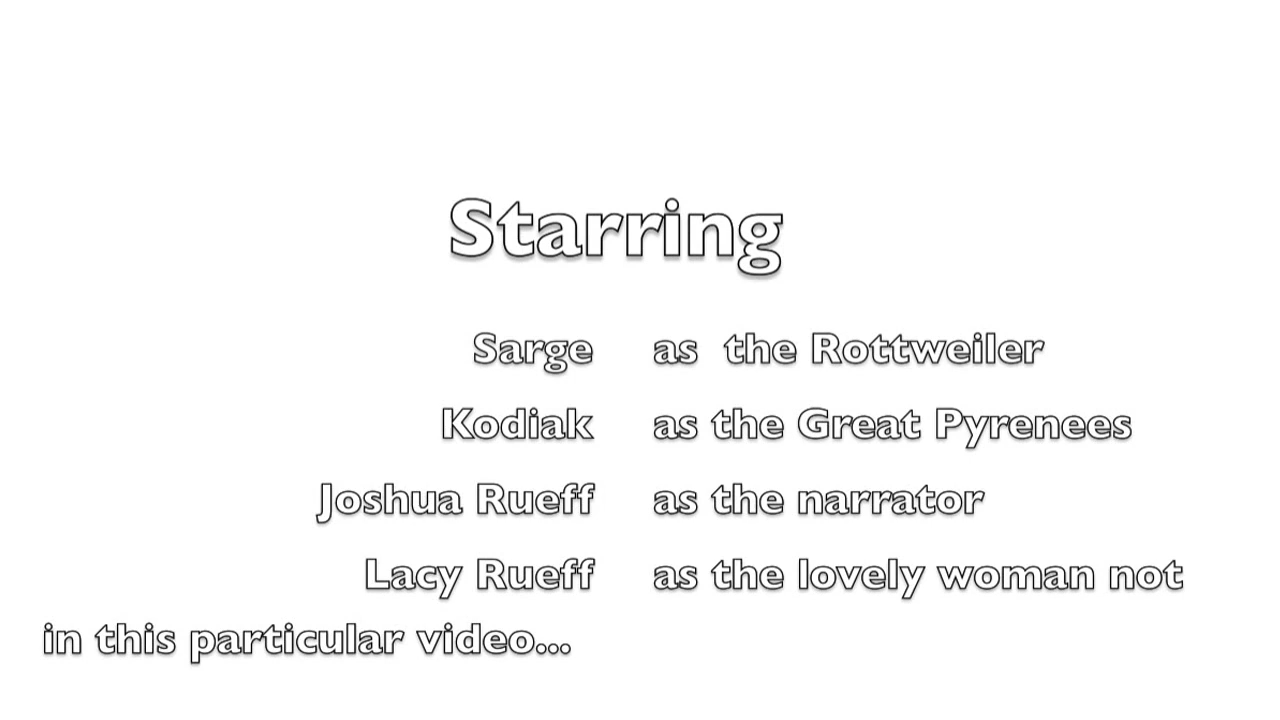 Starring
Sarge as the Rottweiler
Kodiak as the Great Pyrenees
Joshua Rueff as the narrator
Lacy Rueff as the lovely woman not
in this particular video...